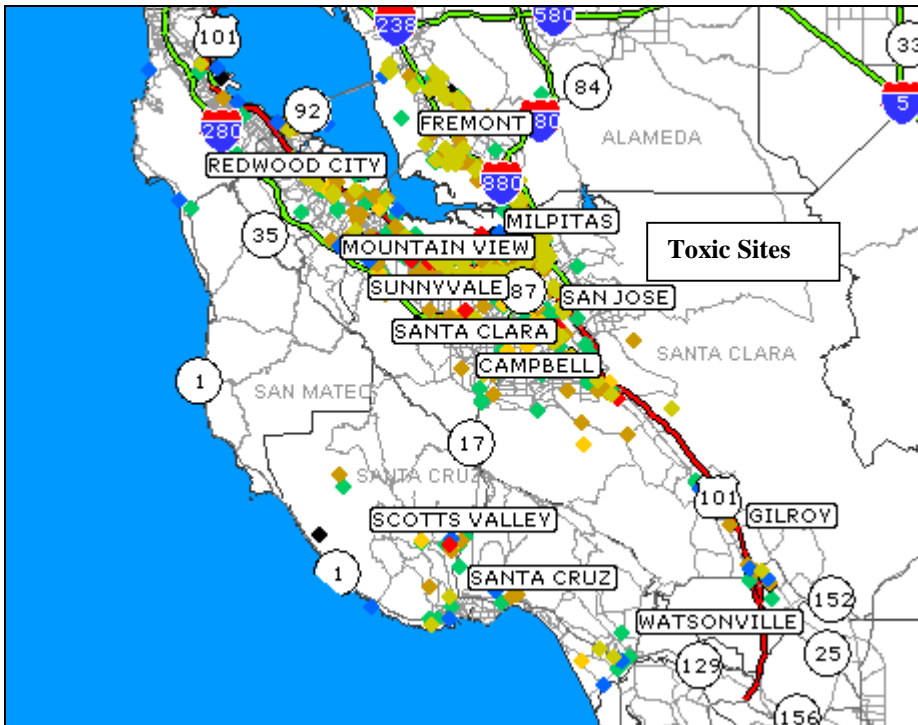 238
580
101
33
84
5
92
280
FREMONT
ALAMEDA
REDWOOD CITY
880
MILPITAS
35
MOUNTAIN VIEW
Toxic Sites
SUNNYVALE
87
SAN JOSE
SANTA CLARA
SANTA CLARA
CAMPBELL
1
SAN MATEO
17
SANTA CRUZ
101
SCOTTS VALLEY
GILROY
1
SANTA CRUZ
152
WATSONVILLE
25
129
156